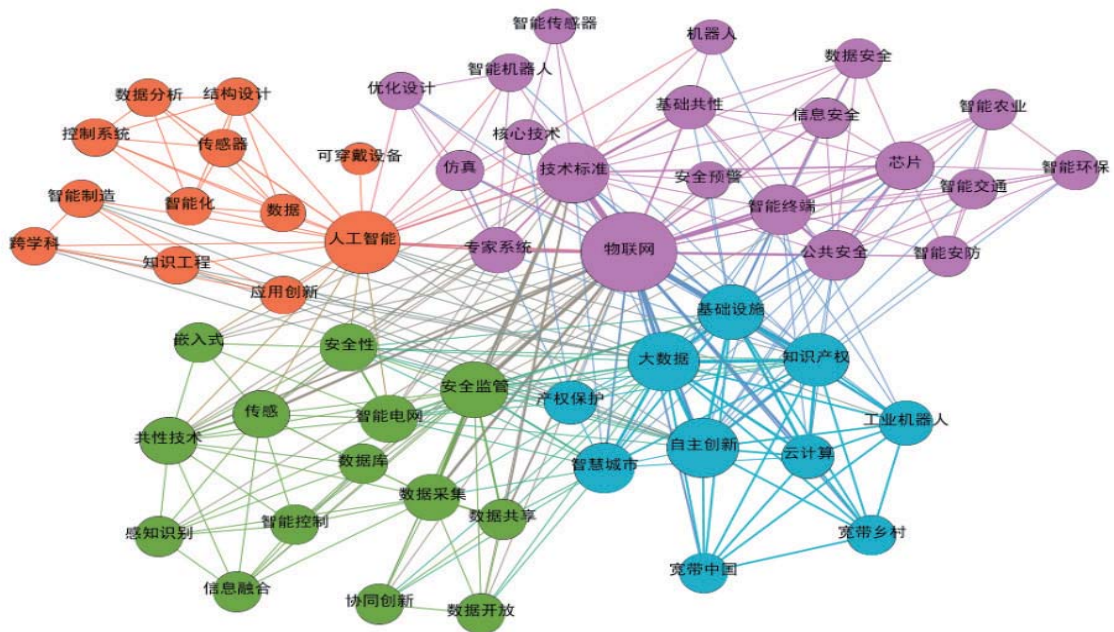 智能传感器
机器人
数据安全
智能机器人
优化设计
数据分析
结构设计
基础共性
信息安全
智能农业
控制系统
传感器
核心技术
可穿戴设备
仿真
技术标准
安全预警
芯片
智能环保
智能制造
智能化
数据
智能终端
智能交通
跨学科
人工智能
专家系统
物联网
公共安全
智能安防
知识工程
应用创新
基础设施
嵌入式
安全性
大数据
知识产权
安全监管
传感
智能电网
产权保护
工业机器人
共性技术
数据库
智慧城市
自主创新
云计算
数据采集
感知识别
智能控制
数据共享
宽带乡村
信息融合
协同创新
数据开放
宽带中国